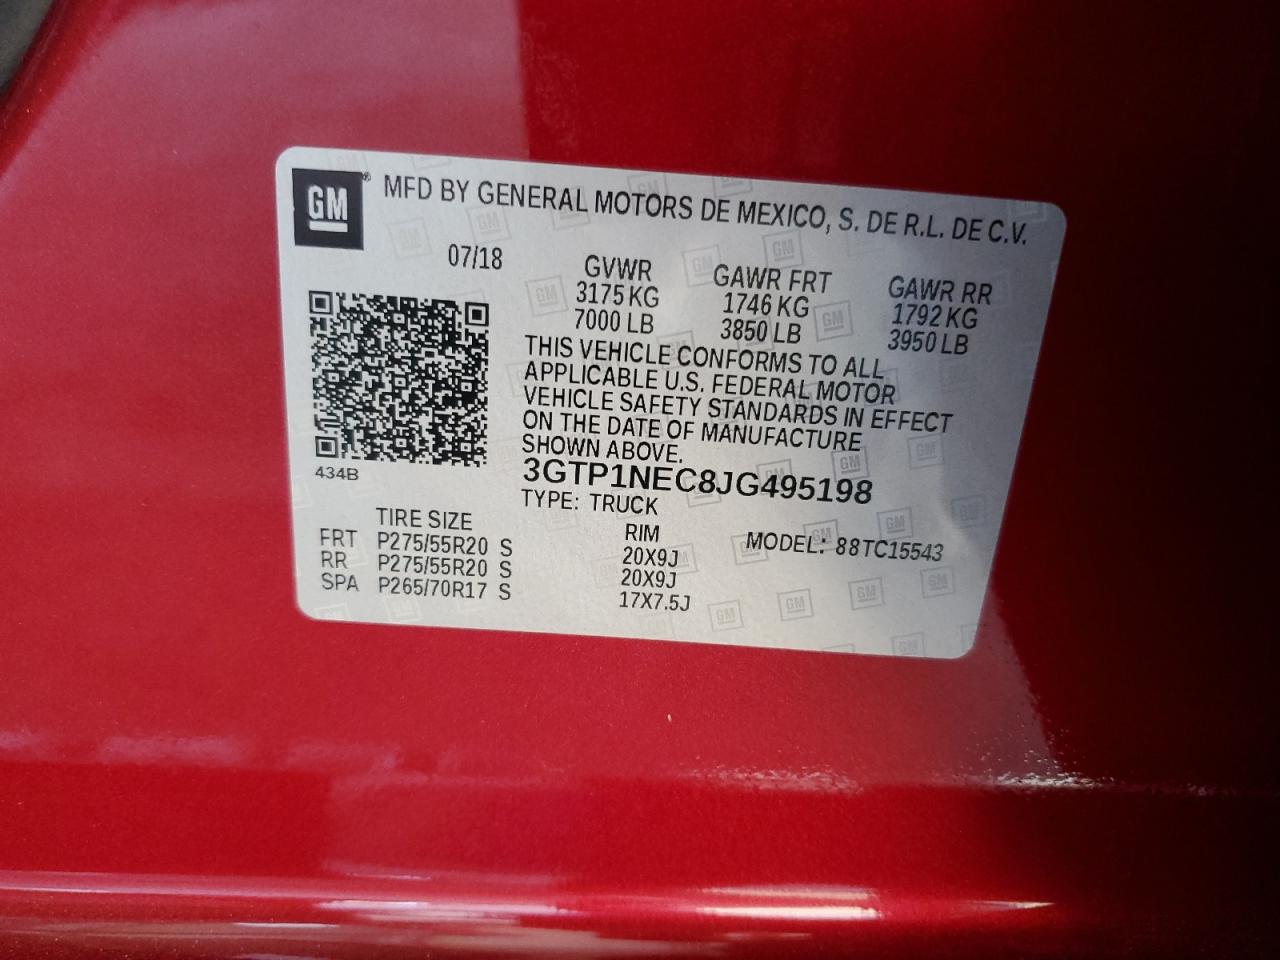 GM® MFD BY GENERAL MOTORS DE MEXICO, S. DE R.L. DE C.V.
07/18 GVWR GAWR FRT GAWR RR
3175 KG 1746 KG 1792 KG
7000 LB 3850 LB 3950 LB
THIS VEHICLE CONFORMS TO ALL
APPLICABLE U.S. FEDERAL MOTOR
VEHICLE SAFETY STANDARDS IN EFFECT
ON THE DATE OF MANUFACTURE
SHOWN ABOVE.
434B 3GTP1NEC8JG495198
TYPE: TRUCK
TIRE SIZE RIM MODEL: 88TC15543
FRT P275/55R20 S 20X9J
RR P275/55R20 S 20X9J
SPA P265/70R17 S 17X7.5J